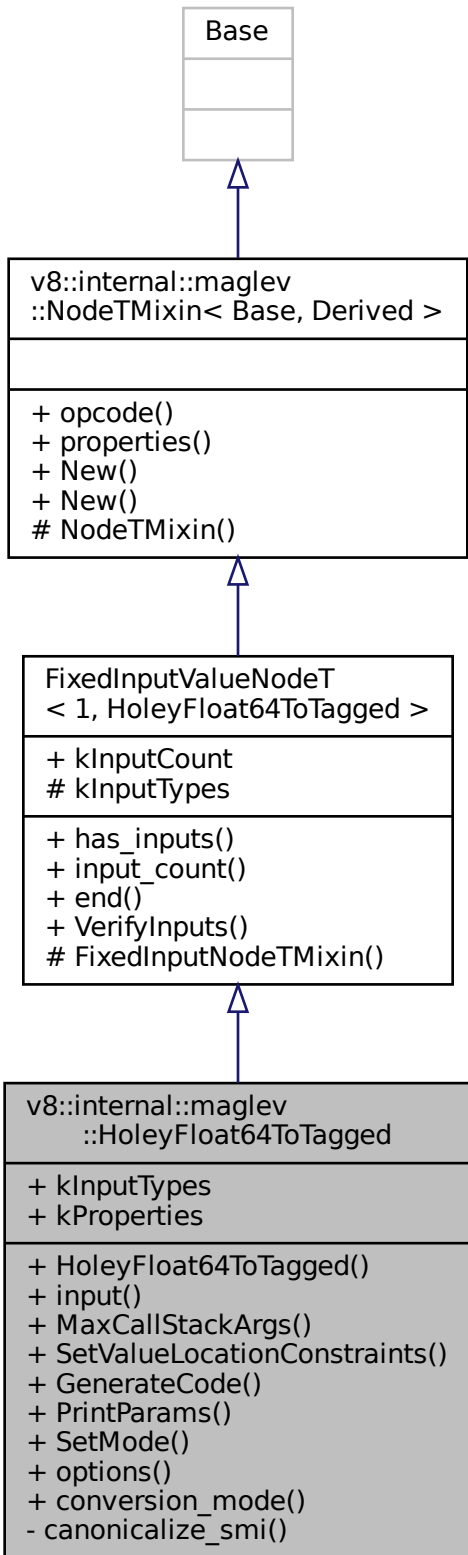 Base
v8::internal::maglev
::NodeTMixin< Base, Derived >
+ opcode()
+ properties()
+ New()
+ New()
# NodeTMixin()
FixedInputValueNodeT
< 1, HoleyFloat64ToTagged >
+ kInputCount
# kInputTypes
+ has_inputs()
+ input_count()
+ end()
+ VerifyInputs()
# FixedInputNodeTMixin()
v8::internal::maglev
::HoleyFloat64ToTagged
+ kInputTypes
+ kProperties
+ HoleyFloat64ToTagged()
+ input()
+ MaxCallStackArgs()
+ SetValueLocationConstraints()
+ GenerateCode()
+ PrintParams()
+ SetMode()
+ options()
+ conversion_mode()
- canonicalize_smi()